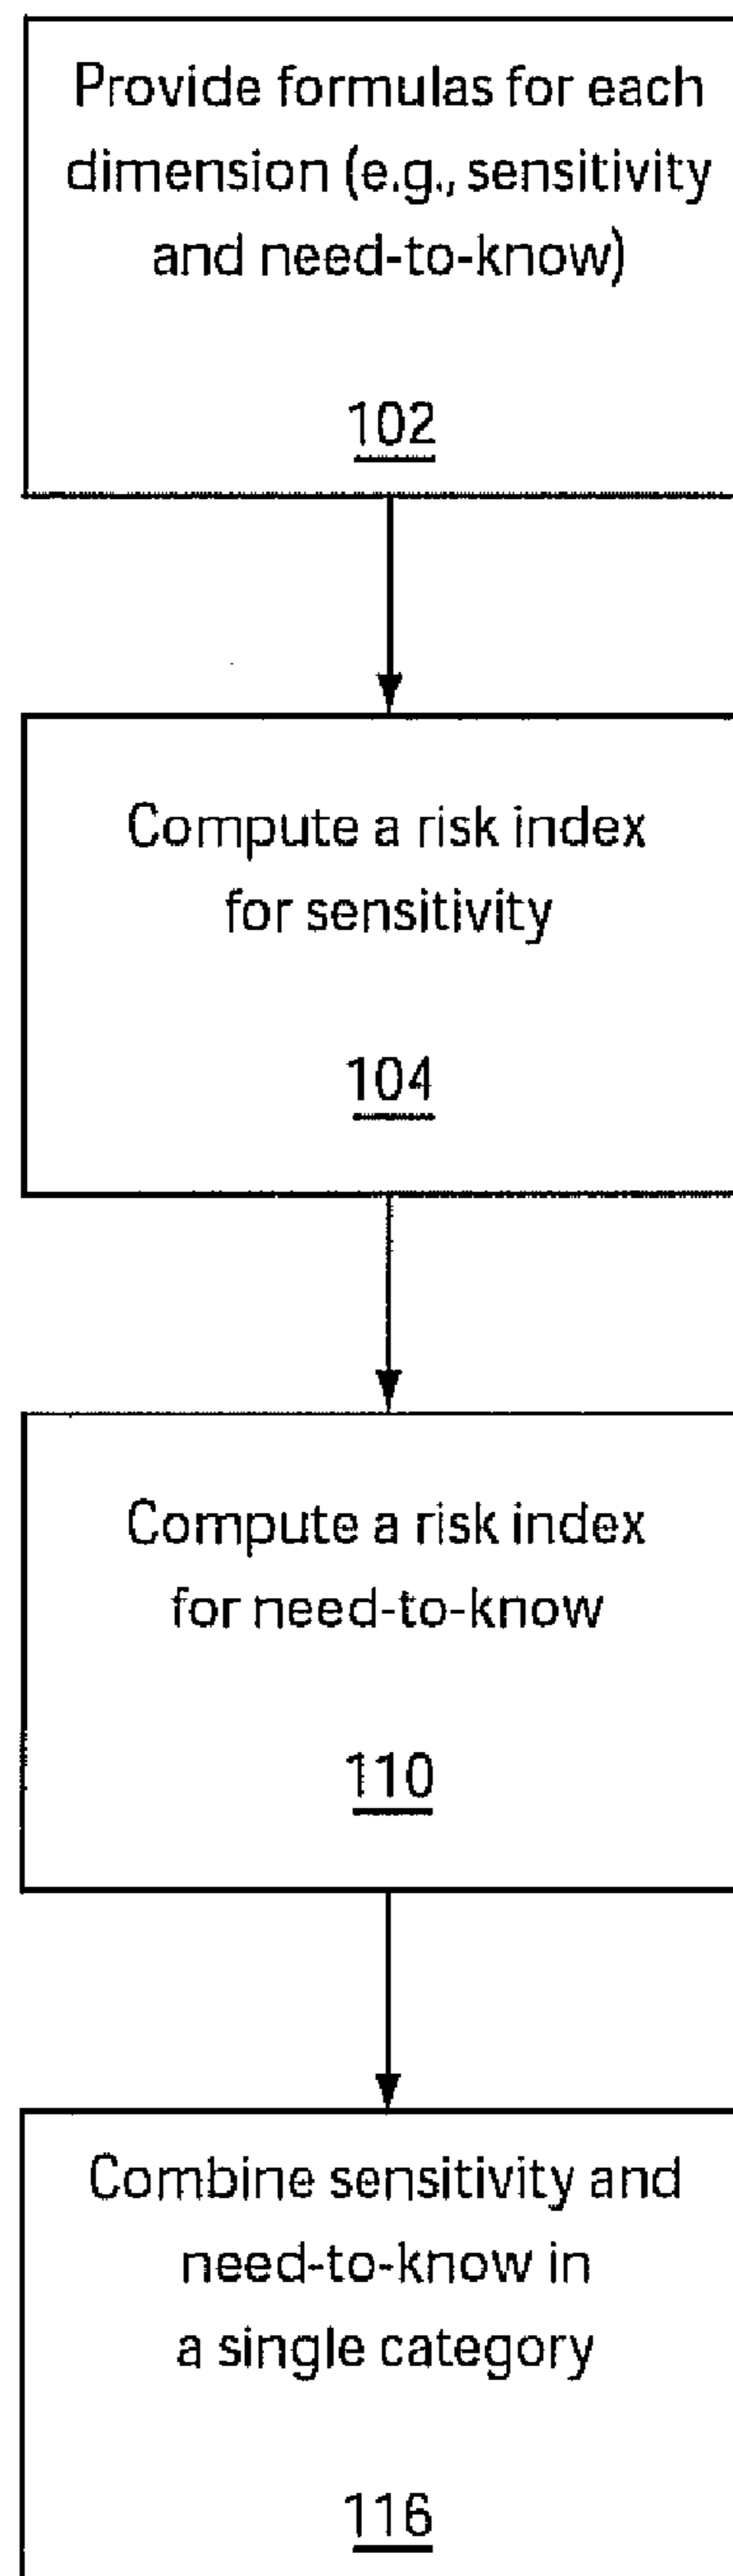 Provide formulas for each
dimension (e.g., sensitivity
and need-to-know)
102
Compute a risk index
for sensitivity
104
Compute a risk index
for need-to-know
110
Combine sensitivity and
need-to-know in
a single category
116